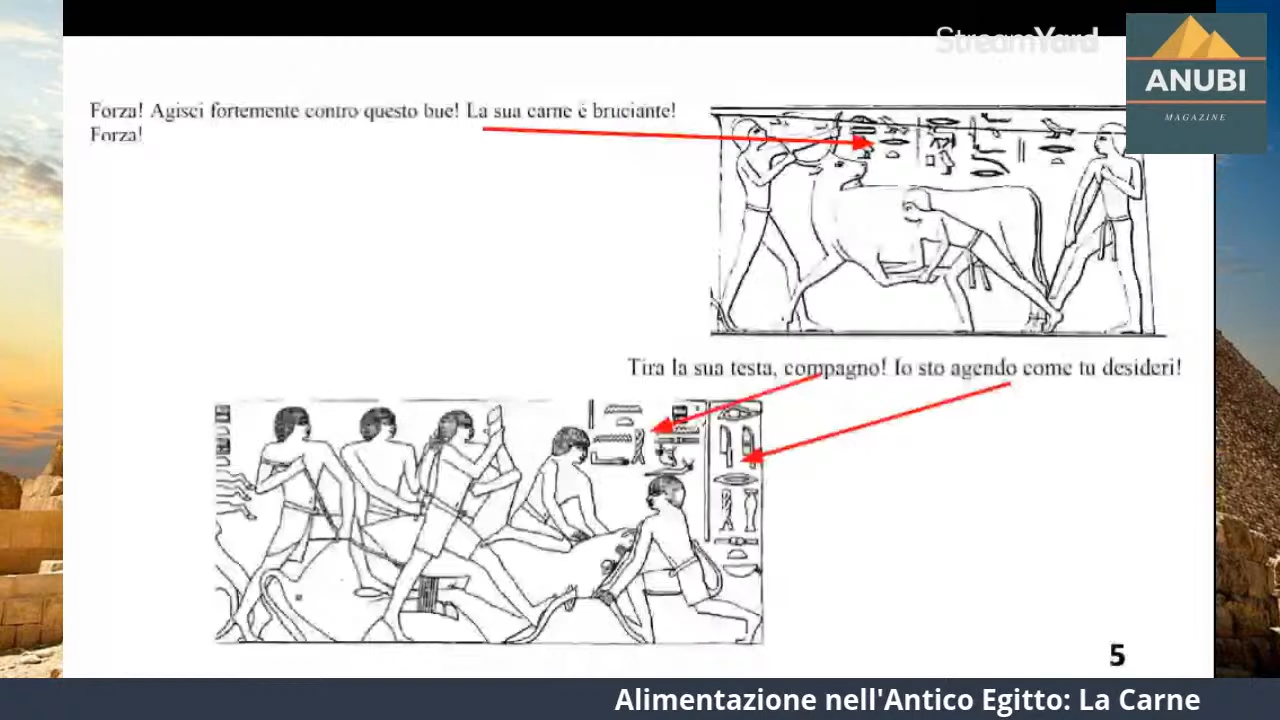 StreamYard
ANUBI
MAGAZINE
Forza! Agisci fortemente contro questo bue! La sua carne è bruciante!
Forza!
Tira la sua testa, compagno! Io sto agendo come tu desideri!
5
Alimentazione nell'Antico Egitto: La Carne